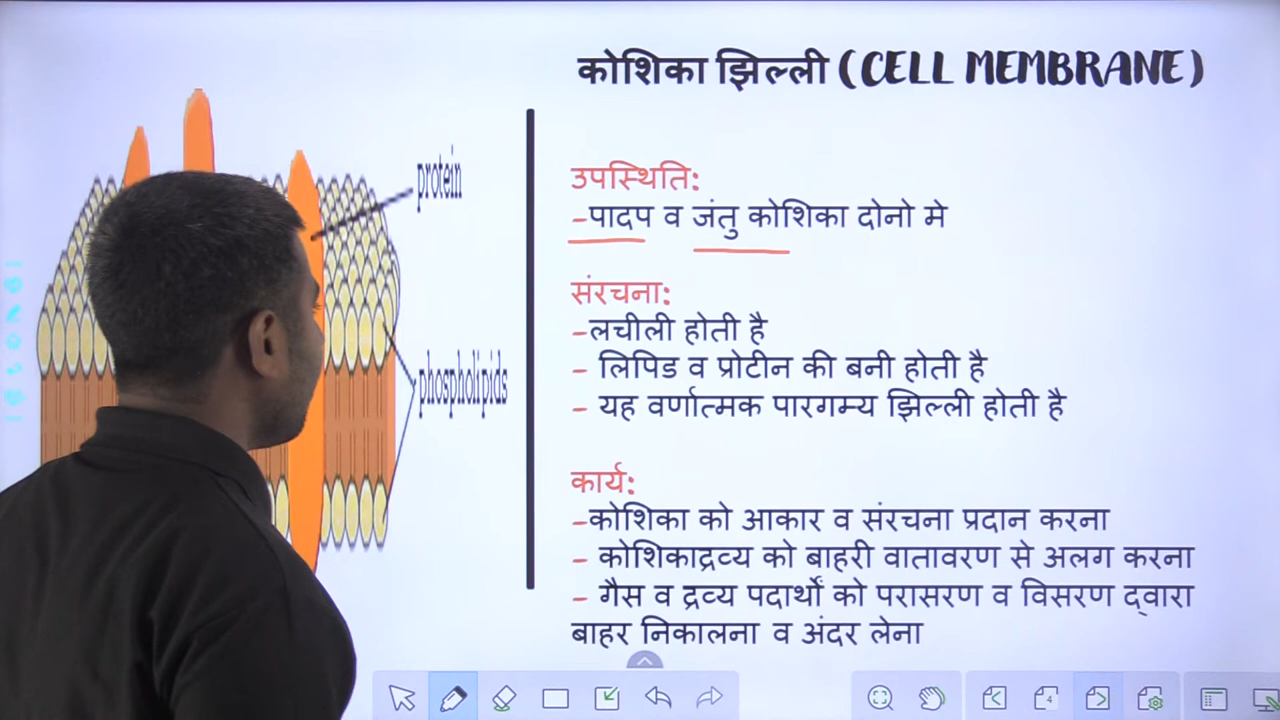 कोशिका झिल्ली (CELL MEMBRANE)
protein
phospholipids
उपस्थिति:
-पादप व जंतु कोशिका दोनो मे
संरचना:
-लचीली होती है
- लिपिड व प्रोटीन की बनी होती है
- यह वर्णात्मक पारगम्य झिल्ली होती है
कार्य:
-कोशिका को आकार व संरचना प्रदान करना
- कोशिकाद्रव्य को बाहरी वातावरण से अलग करना
- गैस व द्रव्य पदार्थों को परासरण व विसरण द्वारा
बाहर निकालना व अंदर लेना